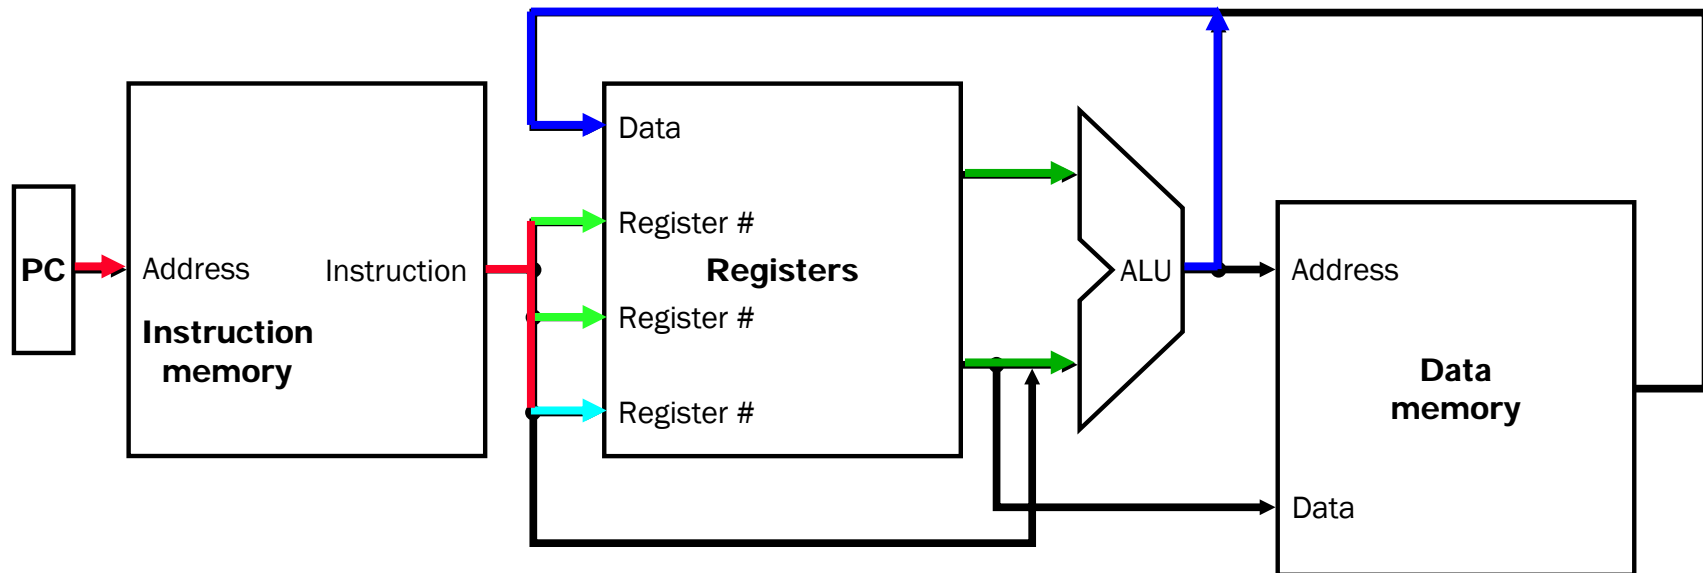 PC
Address
Instruction
Instruction
memory
Data
Register #
Registers
Register #
Register #
ALU
Address
Data
memory
Data